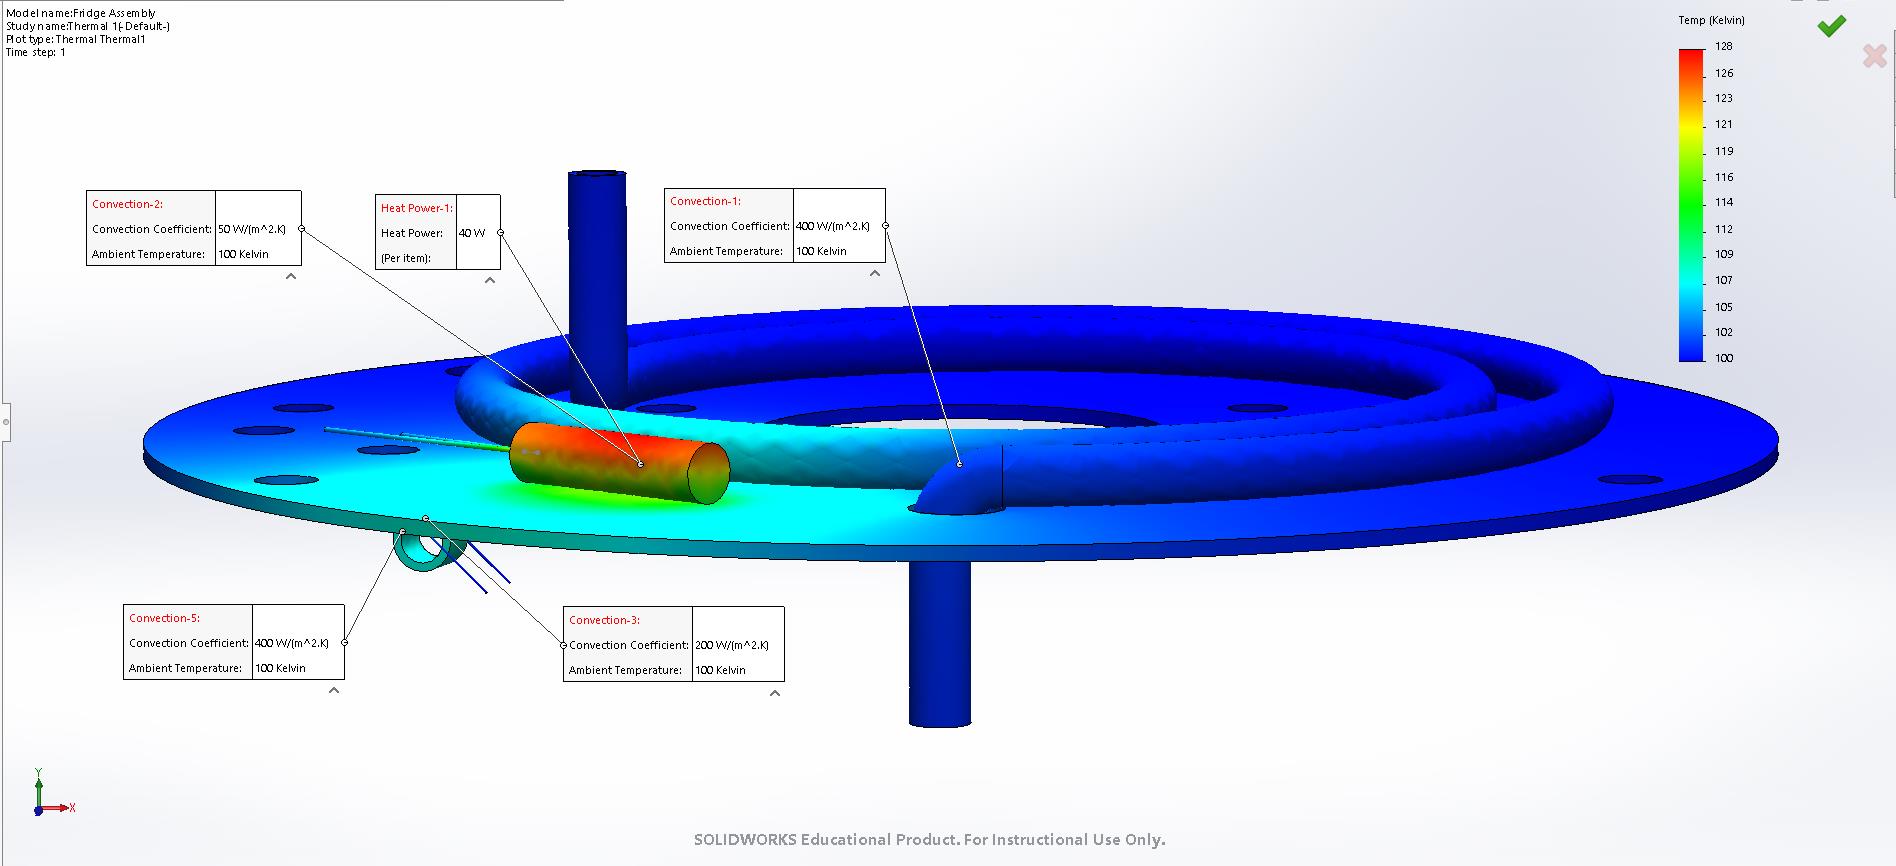 Model name:Fridge Assembly
Study name:Thermal 1(-Default-)
Plot type: Thermal Thermal1
Time step: 1
Temp (Kelvin)
128
126
123
121
119
116
114
112
109
107
105
102
100
Convection-2:
Convection Coefficient: 50 W/(m^2.K)
Ambient Temperature: 100 Kelvin
Heat Power-1:
Heat Power: 40 W
(Per item):
Convection-1:
Convection Coefficient: 400 W/(m^2.K)
Ambient Temperature: 100 Kelvin
Convection-5:
Convection Coefficient: 400 W/(m^2.K)
Ambient Temperature: 100 Kelvin
Convection-3:
Convection Coefficient: 200 W/(m^2.K)
Ambient Temperature: 100 Kelvin
Y
X
SOLIDWORKS Educational Product. For Instructional Use Only.